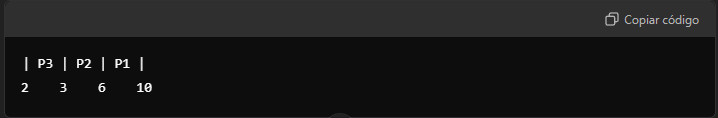 Copiar código
| P3 | P2 | P1 |
2    3    6    10